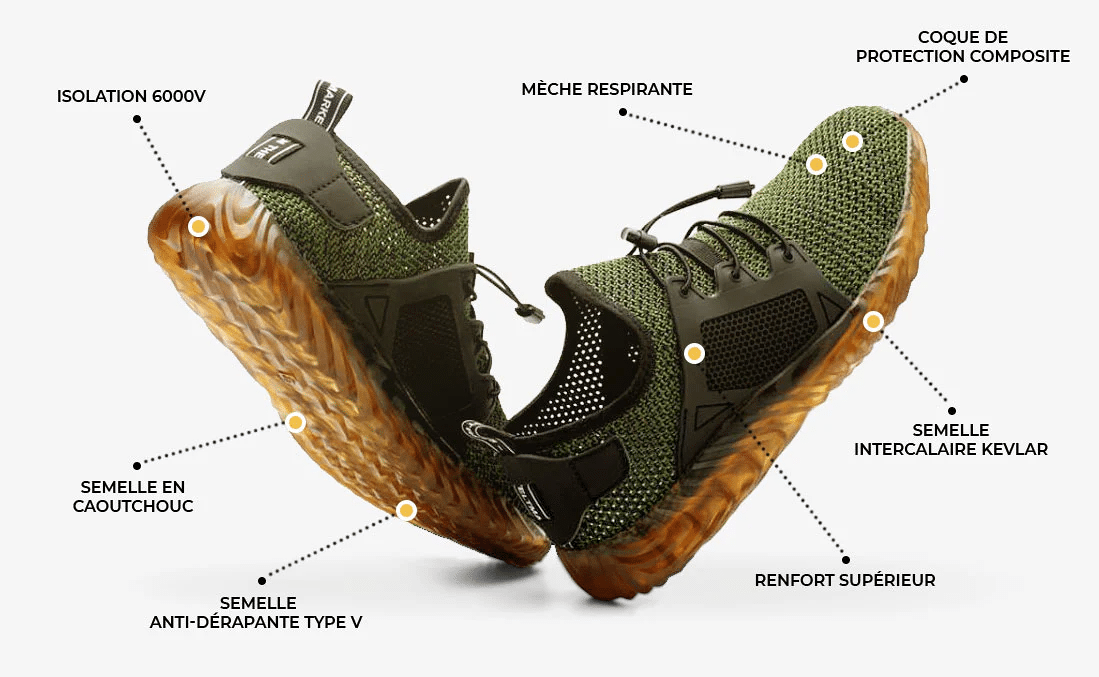 COQUE DE
PROTECTION COMPOSITE
MÈCHE RESPIRANTE
ISOLATION 6000V
SEMELLE
INTERCALAIRE KEVLAR
SEMELLE EN
CAOUTCHOUC
RENFORT SUPÉRIEUR
SEMELLE
ANTI-DÉRAPANTE TYPE V